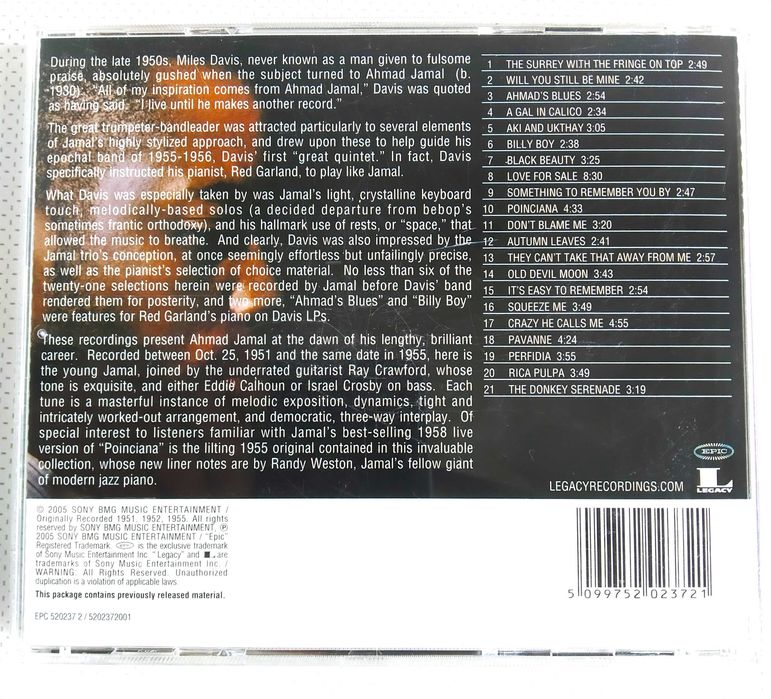 During the late 1950s, Miles Davis, never known as a man given to fulsome
praise, absolutely gushed when the subject turned to Ahmad Jamal (b.
1930). "All of my inspiration comes from Ahmad Jamal," Davis was quoted
as having said. "I live until he makes another record."
The great trumpeter-bandleader was attracted particularly to several elements
of Jamal's highly stylized approach, and drew upon these to help guide his
epochal band of 1955-1956, Davis' first "great quintet." In fact, Davis
specifically instructed his pianist, Red Garland, to play like Jamal.
What Davis was especially taken by was Jamal's light, crystalline keyboard
touch, melodically-based solos (a decided departure from bebop's
sometimes frantic orthodoxy), and his hallmark use of rests, or "space," that
allowed the music to breathe. And clearly, Davis was also impressed by the
Jamal trio's conception, at once seemingly effortless but unfailingly precise,
as well as the pianist's selection of choice material. No less than six of the
twenty-one selections herein were recorded by Jamal before Davis' band
rendered them for posterity, and two more, "Ahmad's Blues" and "Billy Boy"
were features for Red Garland's piano on Davis LPs.
These recordings present Ahmad Jamal at the dawn of his lengthy, brilliant
career. Recorded between Oct. 25, 1951 and the same date in 1955, here is
the young Jamal, joined by the underrated guitarist Ray Crawford, whose
tone is exquisite, and either Eddie Calhoun or Israel Crosby on bass. Each
tune is a masterful instance of melodic exposition, dynamics, tight and
intricately worked-out arrangement, and democratic, three-way interplay. Of
special interest to listeners familiar with Jamal's best-selling 1958 live
version of "Poinciana" is the lilting 1955 original contained in this invaluable
collection, whose new liner notes are by Randy Weston, Jamal's fellow giant
of modern jazz piano.
1 THE SURREY WITH THE FRINGE ON TOP 2:49
2 WILL YOU STILL BE MINE 2:42
3 AHMAD'S BLUES 2:54
4 A GAL IN CALICO 2:34
5 AKI AND UKTHAY 3:05
6 BILLY BOY 2:38
7 BLACK BEAUTY 3:25
8 LOVE FOR SALE 8:30
9 SOMETHING TO REMEMBER YOU BY 2:47
10 POINCIANA 4:33
11 DON'T BLAME ME 3:20
12 AUTUMN LEAVES 2:41
13 THEY CAN'T TAKE THAT AWAY FROM ME 2:57
14 OLD DEVIL MOON 3:43
15 IT'S EASY TO REMEMBER 2:54
16 SQUEEZE ME 3:49
17 CRAZY HE CALLS ME 4:55
18 PAVANNE 4:24
19 PERFIDIA 3:55
20 RICA PULPA 3:49
21 THE DONKEY SERENADE 3:19
EPIC
LEGACYRECORDINGS.COM
L
LEGACY
© 2005 SONY BMG MUSIC ENTERTAINMENT /
Originally Recorded 1951, 1952, 1955. All rights
reserved by SONY BMG MUSIC ENTERTAINMENT. ℗
2005 SONY BMG MUSIC ENTERTAINMENT / "Epic"
Registered Trademark. EPIC is the exclusive trademark
of Sony Music Entertainment Inc. "Legacy" and L are
trademarks of Sony Music Entertainment Inc. /
WARNING: All Rights Reserved. Unauthorized
duplication is a violation of applicable laws.
This package contains previously released material.
EPC 520237 2 / 5202372001
5 099752 023721